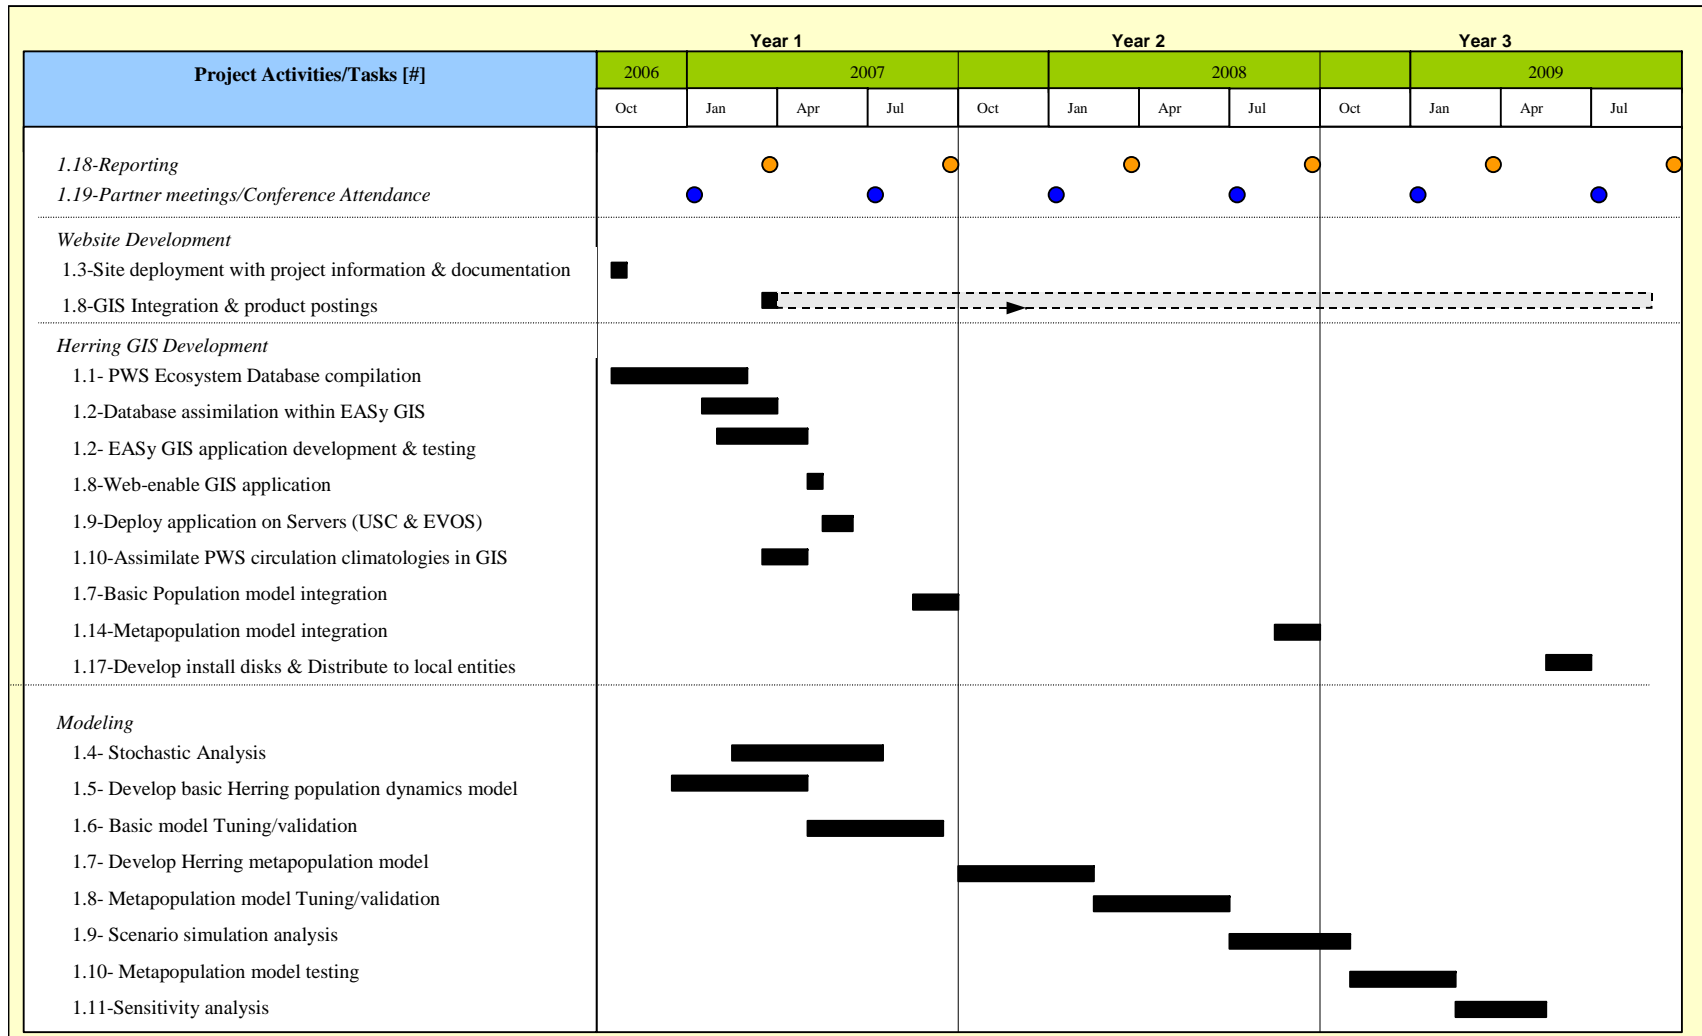 Year 1 Year 2 Year 3
Project Activities/Tasks [#] 2006 2007 2008 2009
Oct Jan Apr Jul Oct Jan Apr Jul Oct Jan Apr Jul
1.18-Reporting
1.19-Partner meetings/Conference Attendance
Website Development
1.3-Site deployment with project information & documentation
1.8-GIS Integration & product postings
Herring GIS Development
1.1- PWS Ecosystem Database compilation
1.2-Database assimilation within EASy GIS
1.2- EASy GIS application development & testing
1.8-Web-enable GIS application
1.9-Deploy application on Servers (USC & EVOS)
1.10-Assimilate PWS circulation climatologies in GIS
1.7-Basic Population model integration
1.14-Metapopulation model integration
1.17-Develop install disks & Distribute to local entities
Modeling
1.4- Stochastic Analysis
1.5- Develop basic Herring population dynamics model
1.6- Basic model Tuning/validation
1.7- Develop Herring metapopulation model
1.8- Metapopulation model Tuning/validation
1.9- Scenario simulation analysis
1.10- Metapopulation model testing
1.11-Sensitivity analysis